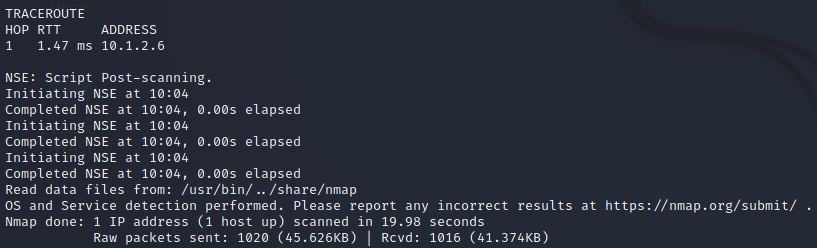 TRACEROUTE
HOP RTT     ADDRESS
1   1.47 ms 10.1.2.6

NSE: Script Post-scanning.
Initiating NSE at 10:04
Completed NSE at 10:04, 0.00s elapsed
Initiating NSE at 10:04
Completed NSE at 10:04, 0.00s elapsed
Initiating NSE at 10:04
Completed NSE at 10:04, 0.00s elapsed
Read data files from: /usr/bin/../share/nmap
OS and Service detection performed. Please report any incorrect results at https://nmap.org/submit/ .
Nmap done: 1 IP address (1 host up) scanned in 19.98 seconds
           Raw packets sent: 1020 (45.626KB) | Rcvd: 1016 (41.374KB)